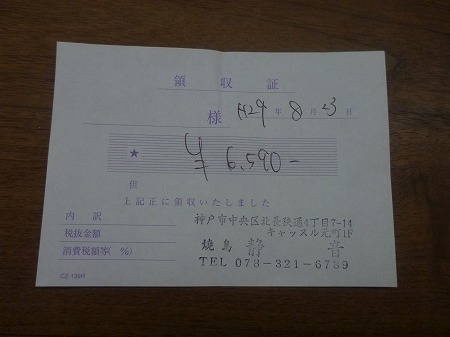 領収証
様 H29年8月23日
★ ¥6,590-
但
上記正に領収いたしました
内訳
税抜金額
消費税額等(%)
神戸市中央区北長狭通4丁目7-14
キャッスル元町1F
焼鳥 静音
TEL 078-321-6789
CZ-139R